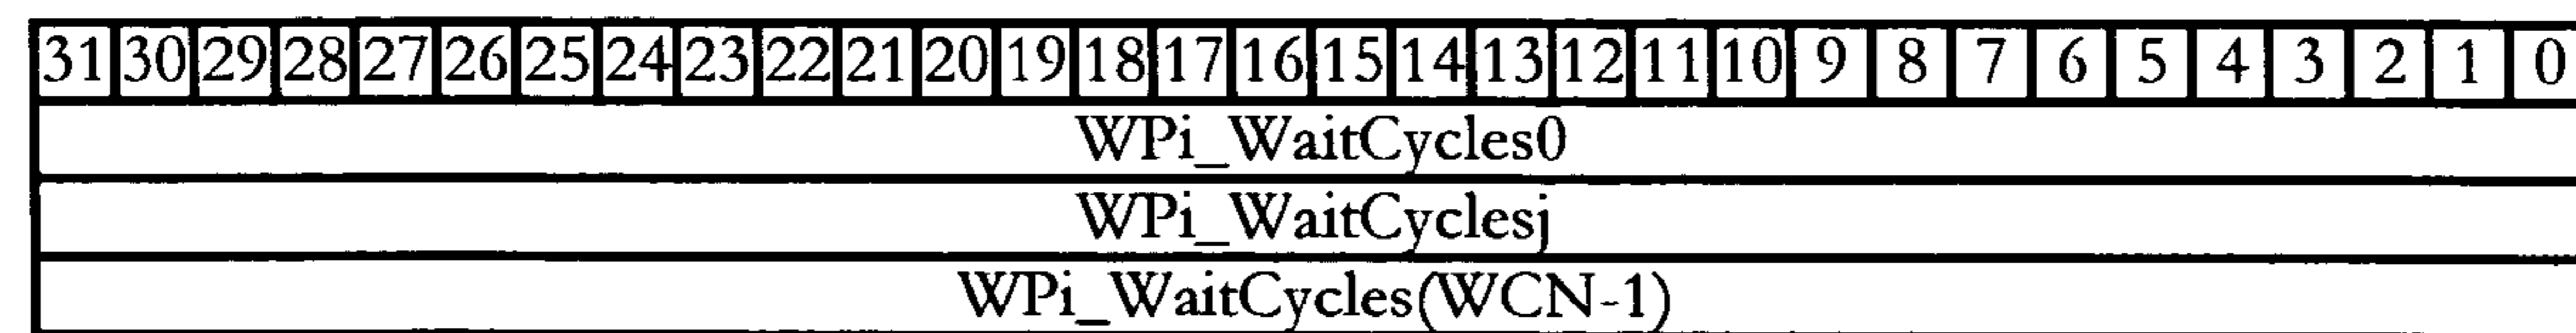 31 30 29 28 27 26 25 24 23 22 21 20 19 18 17 16 15 14 13 12 11 10 9 8 7 6 5 4 3 2 1 0
WPi_WaitCycles0
WPi_WaitCyclesj
WPi_WaitCycles(WCN-1)